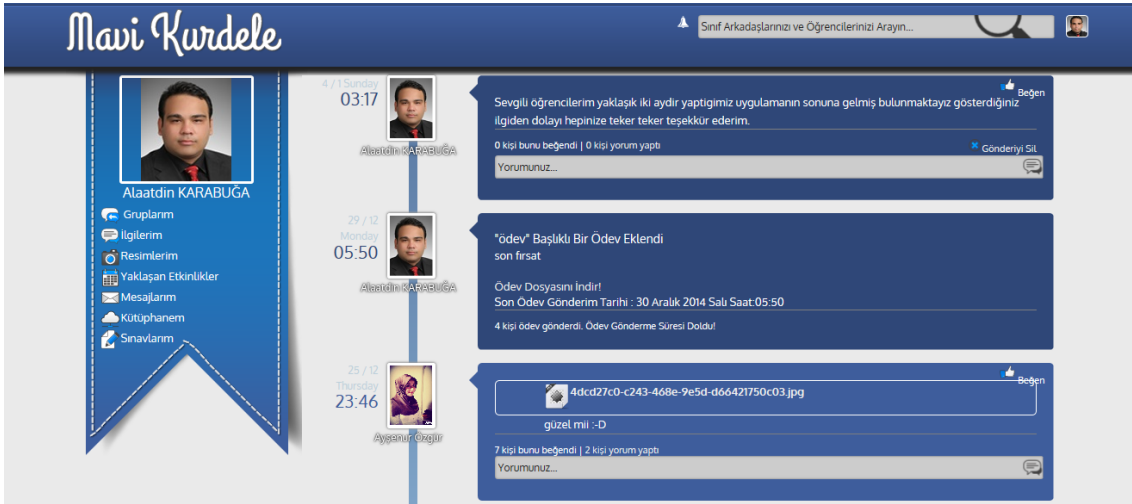 Mavi Kurdele
Sınıf Arkadaşlarınızı ve Öğrencilerinizi Arayın...
Alaatdin KARABUĞA
Gruplarım
İlgilerim
Resimlerim
Yaklaşan Etkinlikler
Mesajlarım
Kütüphanem
Sınavlarım
4 / 1 Sunday
03:17
Alaatdin KARABUĞA
Beğen
Sevgili öğrencilerim yaklaşık iki aydir yaptigimiz uygulamanın sonuna gelmiş bulunmaktayız gösterdiğiniz
ilgiden dolayı hepinize teker teker teşekkür ederim.
0 kişi bunu beğendi | 0 kişi yorum yaptı
Gönderiyi Sil
Yorumunuz...
29 / 12
Monday
05:50
Alaatdin KARABUĞA
"ödev" Başlıklı Bir Ödev Eklendi
son fırsat
Ödev Dosyasını İndir!
Son Ödev Gönderim Tarihi : 30 Aralık 2014 Salı Saat:05:50
4 kişi ödev gönderdi. Ödev Gönderme Süresi Doldu!
25 / 12
Thursday
23:46
Ayşenur Özgür
Beğen
4dcd27c0-c243-468e-9e5d-d66421750c03.jpg
güzel mii :-D
7 kişi bunu beğendi | 2 kişi yorum yaptı
Yorumunuz...